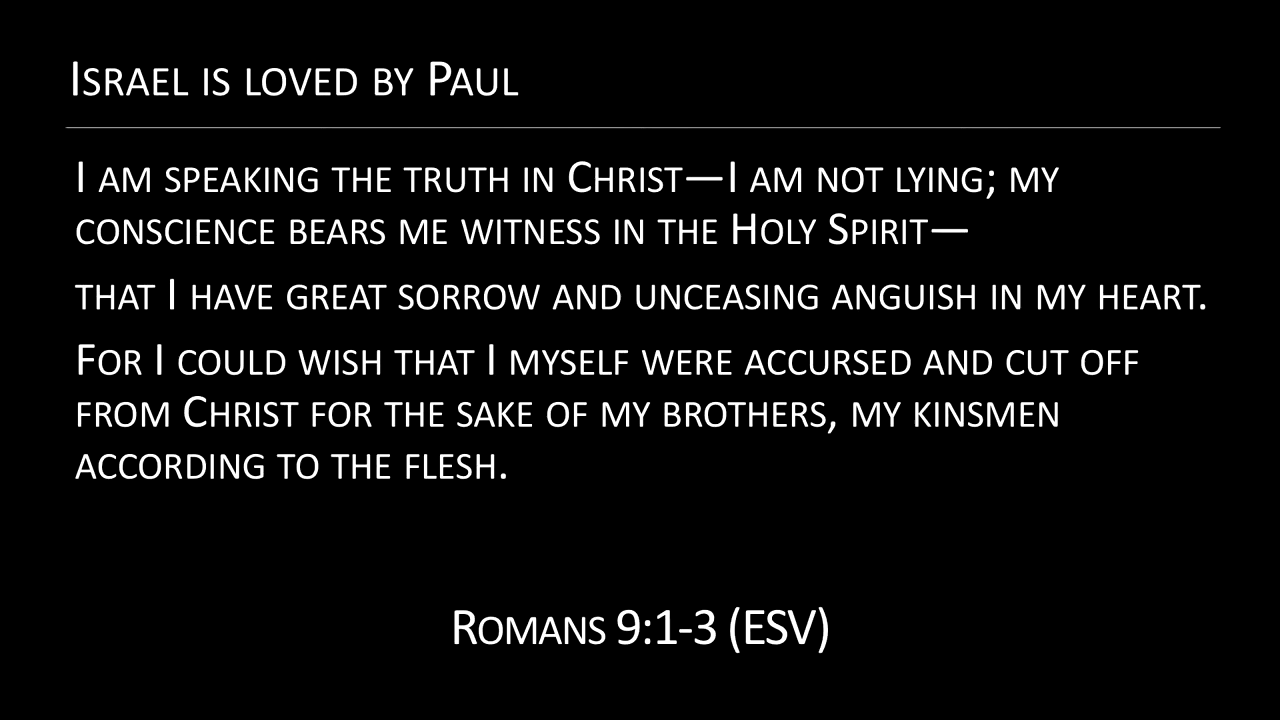 Israel is loved by Paul
I am speaking the truth in Christ—I am not lying; my
conscience bears me witness in the Holy Spirit—
that I have great sorrow and unceasing anguish in my heart.
For I could wish that I myself were accursed and cut off
from Christ for the sake of my brothers, my kinsmen
according to the flesh.
Romans 9:1-3 (ESV)